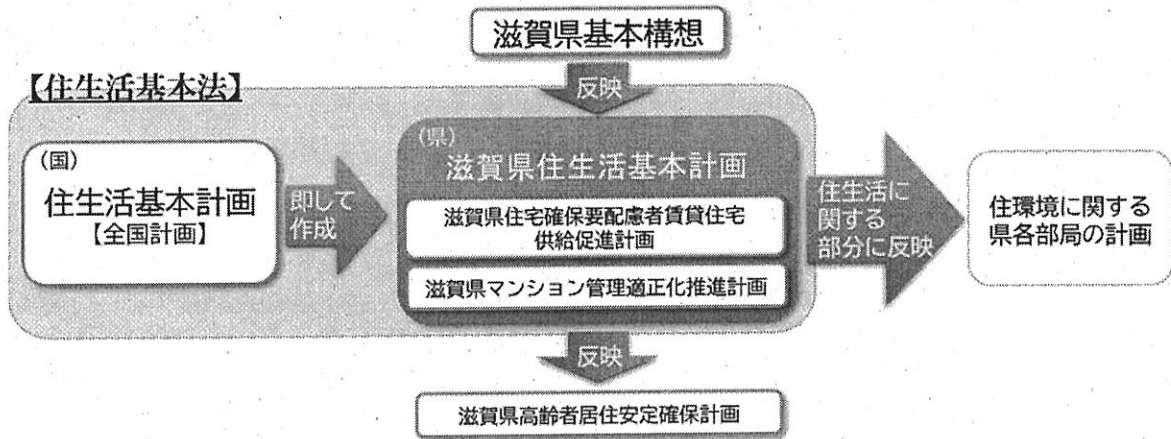 滋賀県基本構想
反映
【住生活基本法】
(国)
住生活基本計画
【全国計画】
即して
作成
(県)
滋賀県住生活基本計画
滋賀県住宅確保要配慮者賃貸住宅
供給促進計画
滋賀県マンション管理適正化推進計画
住生活に
関する
部分に反映
住環境に関する
県各部局の計画
反映
滋賀県高齢者居住安定確保計画